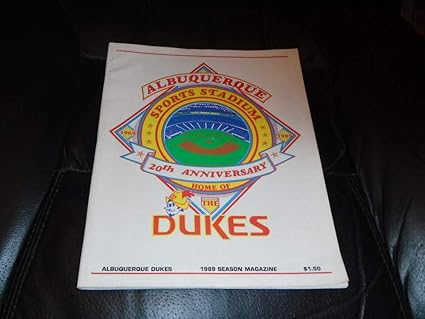 ALBUQUERQUE
SPORTS STADIUM
1969 1989
20th ANNIVERSARY
HOME OF
THE
DUKES
ALBUQUERQUE DUKES 1989 SEASON MAGAZINE $1.50